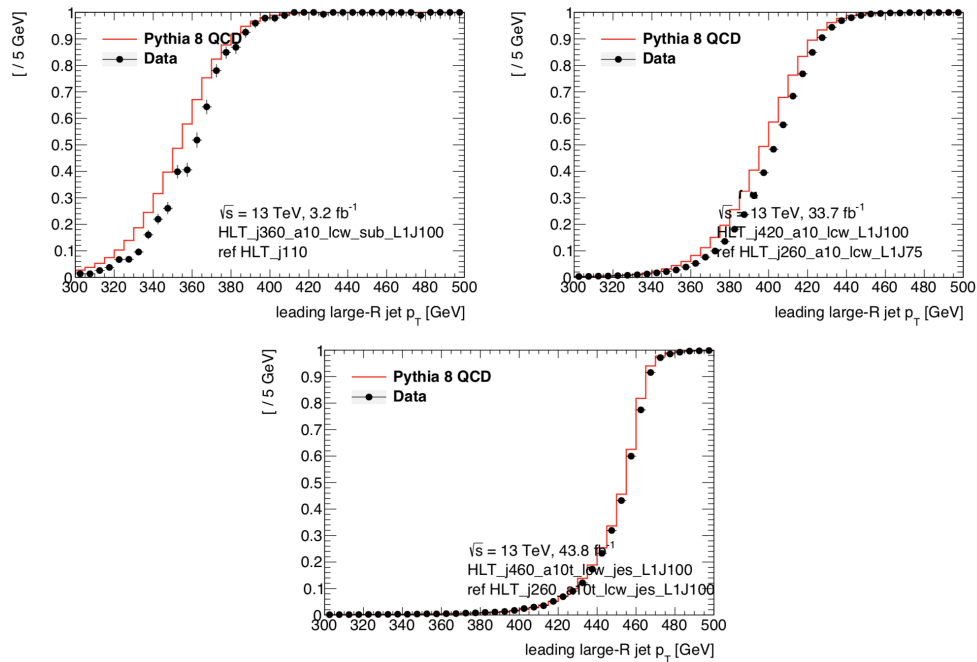 [ / 5 GeV]
1
0.9
0.8
0.7
0.6
0.5
0.4
0.3
0.2
0.1
0
Pythia 8 QCD
Data
√s = 13 TeV, 3.2 fb⁻¹
HLT_j360_a10_lcw_sub_L1J100
ref HLT_j110
300 320 340 360 380 400 420 440 460 480 500
leading large-R jet p_T [GeV]
[ / 5 GeV]
1
0.9
0.8
0.7
0.6
0.5
0.4
0.3
0.2
0.1
0
Pythia 8 QCD
Data
√s = 13 TeV, 33.7 fb⁻¹
HLT_j420_a10_lcw_L1J100
ref HLT_j260_a10_lcw_L1J75
300 320 340 360 380 400 420 440 460 480 500
leading large-R jet p_T [GeV]
[ / 5 GeV]
1
0.9
0.8
0.7
0.6
0.5
0.4
0.3
0.2
0.1
0
Pythia 8 QCD
Data
√s = 13 TeV, 43.8 fb⁻¹
HLT_j460_a10t_lcw_jes_L1J100
ref HLT_j260_a10t_lcw_jes_L1J100
300 320 340 360 380 400 420 440 460 480 500
leading large-R jet p_T [GeV]